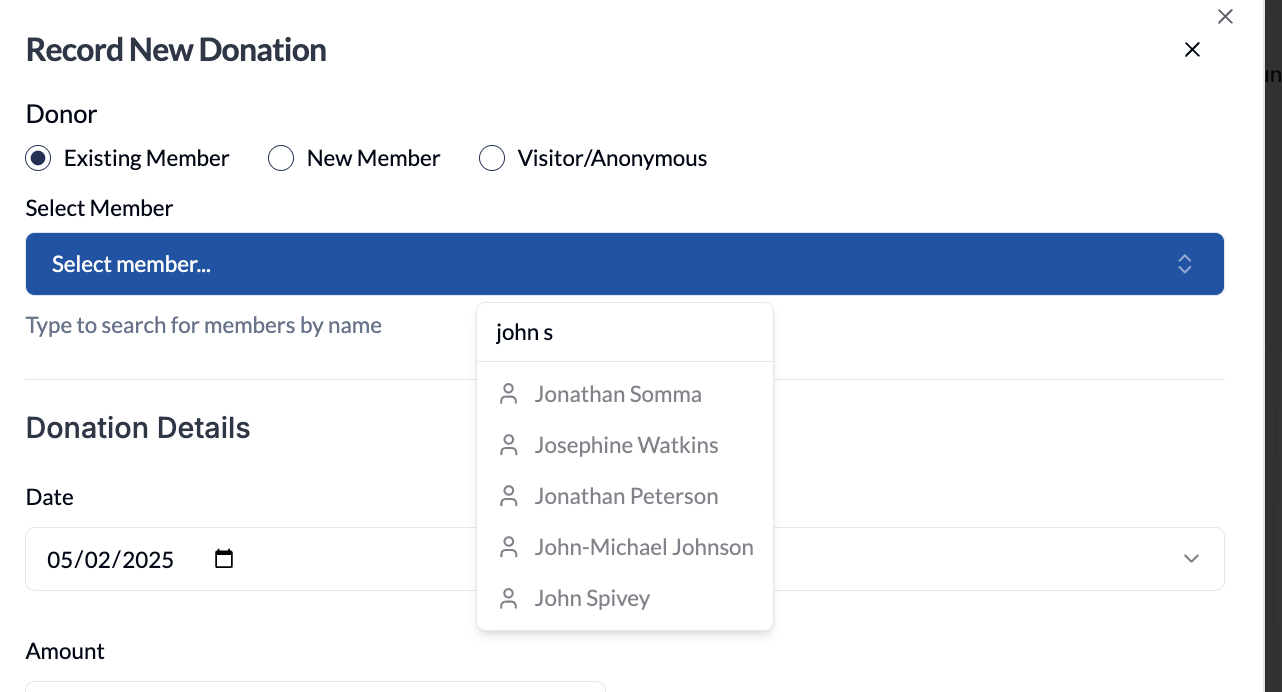 Record New Donation
Donor
Existing Member
New Member
Visitor/Anonymous
Select Member
Select member...
Type to search for members by name
john s
Jonathan Somma
Josephine Watkins
Jonathan Peterson
John-Michael Johnson
John Spivey
Donation Details
Date
05/02/2025
Amount